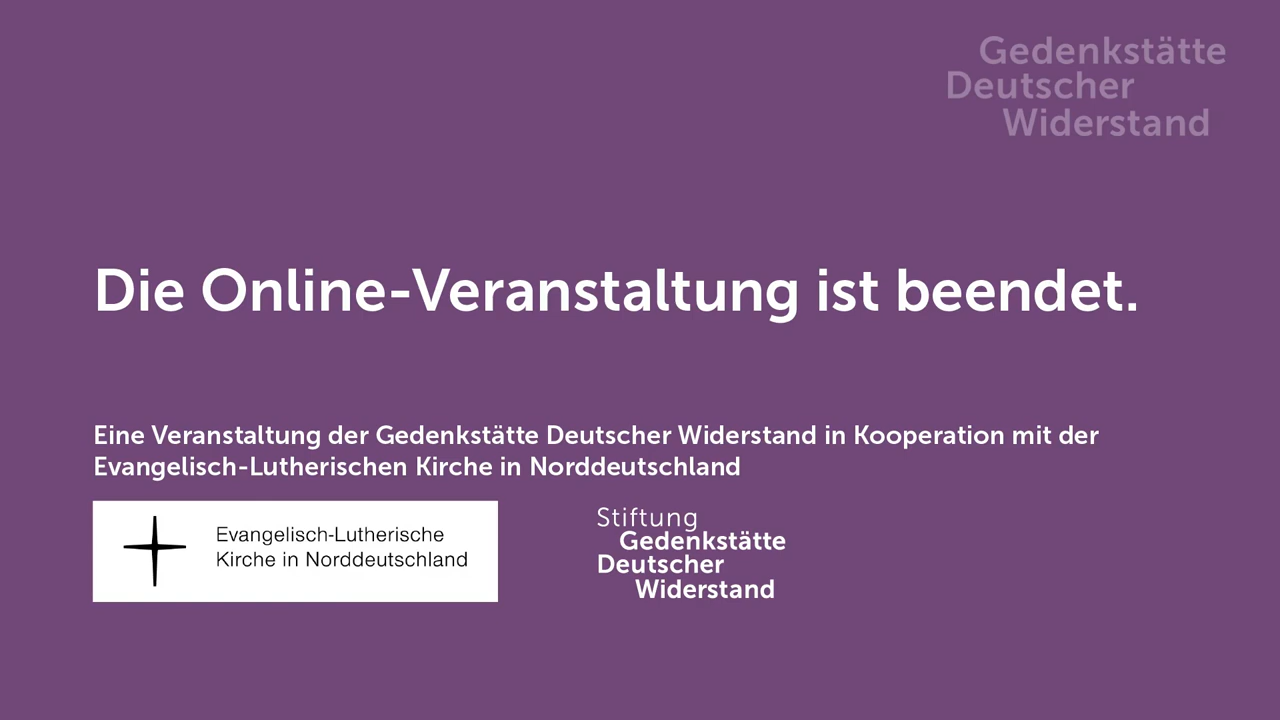 Gedenkstätte
Deutscher
Widerstand
Die Online-Veranstaltung ist beendet.
Eine Veranstaltung der Gedenkstätte Deutscher Widerstand in Kooperation mit der
Evangelisch-Lutherischen Kirche in Norddeutschland
Evangelisch-Lutherische
Kirche in Norddeutschland
Stiftung
Gedenkstätte
Deutscher
Widerstand